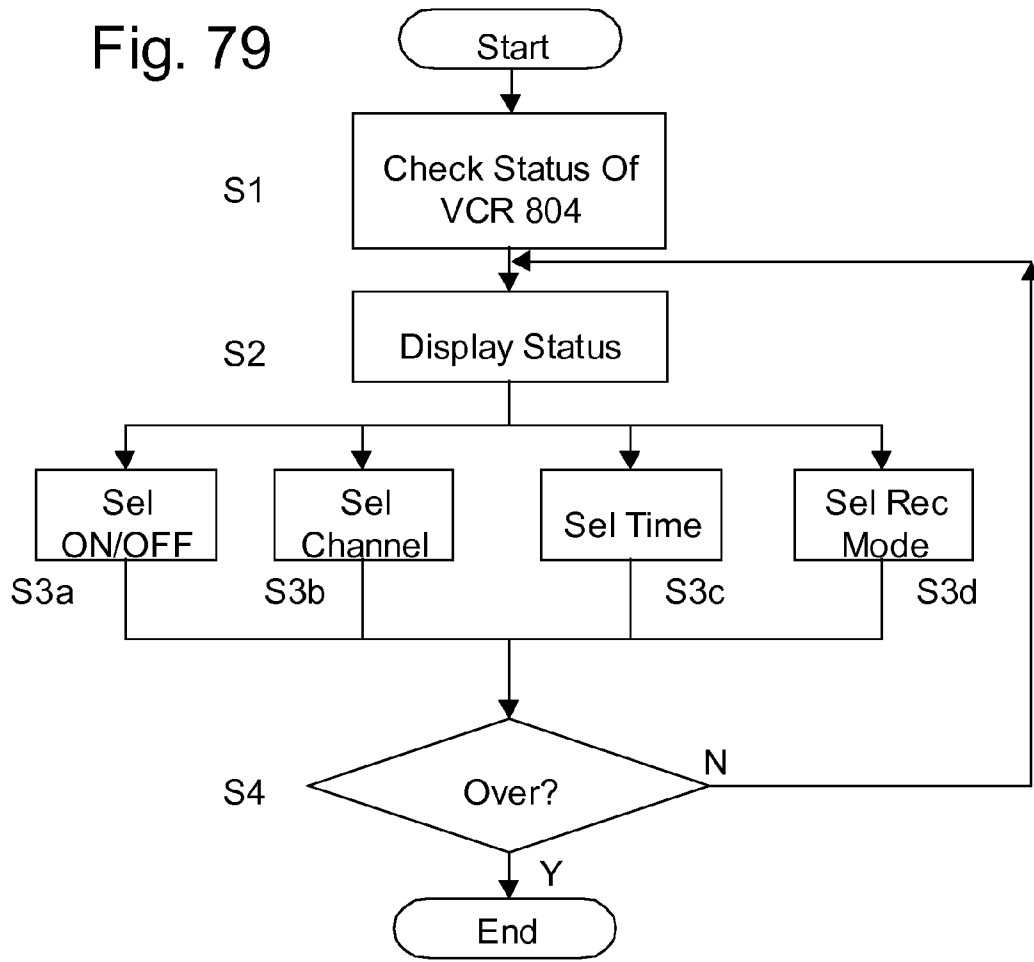 Fig. 79
Start
S1
Check Status Of
VCR 804
S2
Display Status
Sel
ON/OFF
Sel
Channel
Sel Time
Sel Rec
Mode
S3a
S3b
S3c
S3d
S4
Over?
N
Y
End